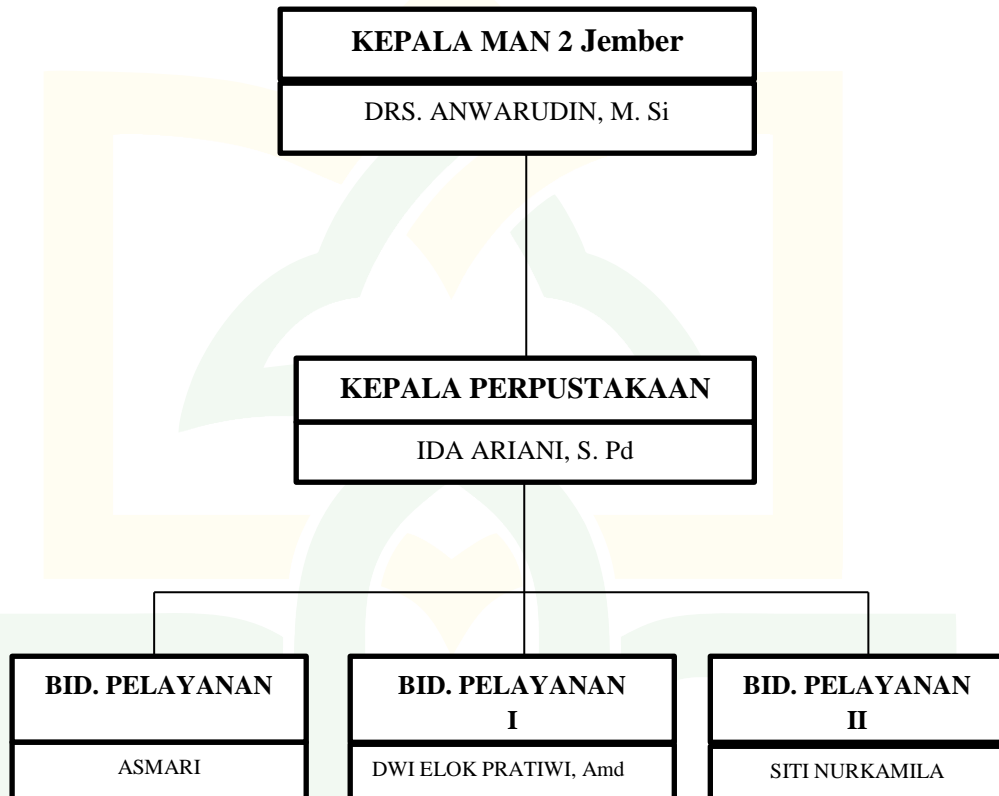 KEPALA MAN 2 Jember
DRS. ANWARUDIN, M. Si
KEPALA PERPUSTAKAAN
IDA ARIANI, S. Pd
BID. PELAYANAN
ASMARI
BID. PELAYANAN
I
DWI ELOK PRATIWI, Amd
BID. PELAYANAN
II
SITI NURKAMILA